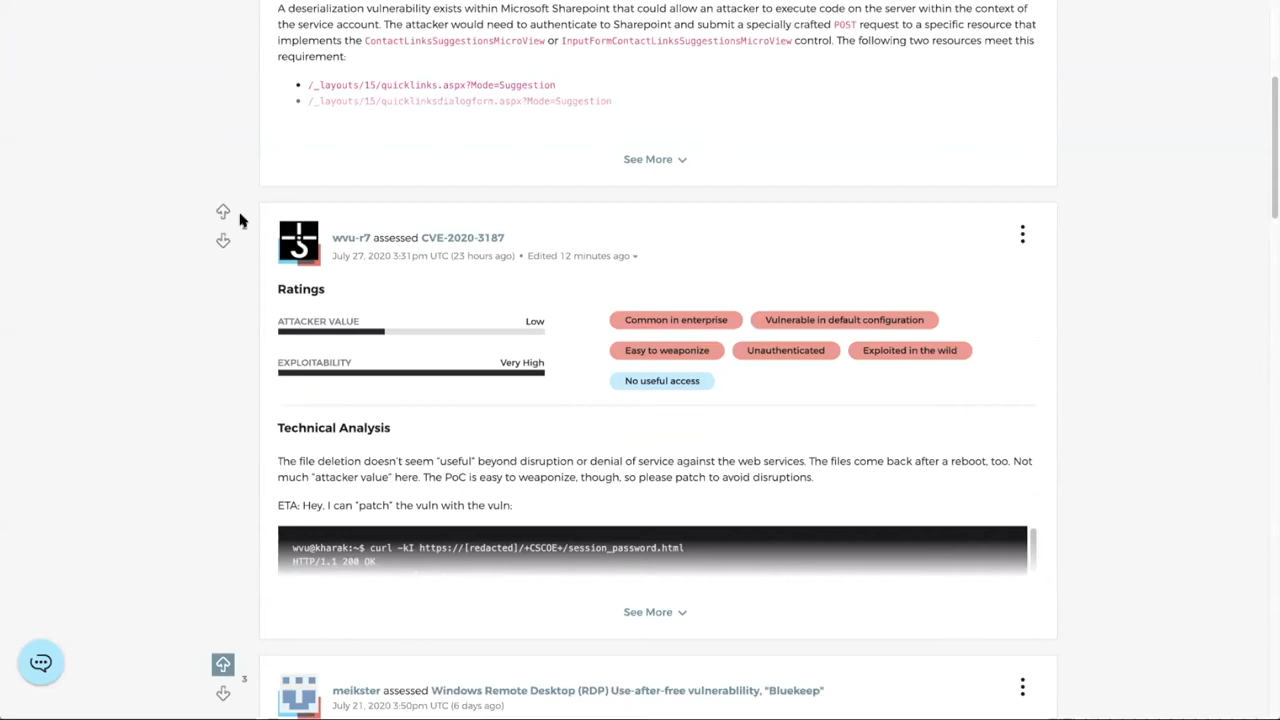 A deserialization vulnerability exists within Microsoft Sharepoint that could allow an attacker to execute code on the server within the context of
the service account. The attacker would need to authenticate to Sharepoint and submit a specially crafted POST request to a specific resource that
implements the ContactLinksSuggestionsMicroView or InputFormContactLinksSuggestionsMicroView control. The following two resources meet this
requirement:
• /_layouts/15/quicklinks.aspx?Mode=Suggestion
• /_layouts/15/quicklinksdialogform.aspx?Mode=Suggestion
See More
wvu-r7 assessed CVE-2020-3187
July 27, 2020 3:31pm UTC (23 hours ago) • Edited 12 minutes ago
Ratings
ATTACKER VALUE Low
EXPLOITABILITY Very High
Common in enterprise Vulnerable in default configuration
Easy to weaponize Unauthenticated Exploited in the wild
No useful access
Technical Analysis
The file deletion doesn't seem "useful" beyond disruption or denial of service against the web services. The files come back after a reboot, too. Not
much "attacker value" here. The PoC is easy to weaponize, though, so please patch to avoid disruptions.
ETA: Hey, I can "patch" the vuln with the vuln:
wvu@kharak:~$ curl -kI https://[redacted]/+CSCOE+/session_password.html
HTTP/1.1 200 OK
See More
3
meikster assessed Windows Remote Desktop (RDP) Use-after-free vulnerablility, "Bluekeep"
July 21, 2020 3:50pm UTC (6 days ago)